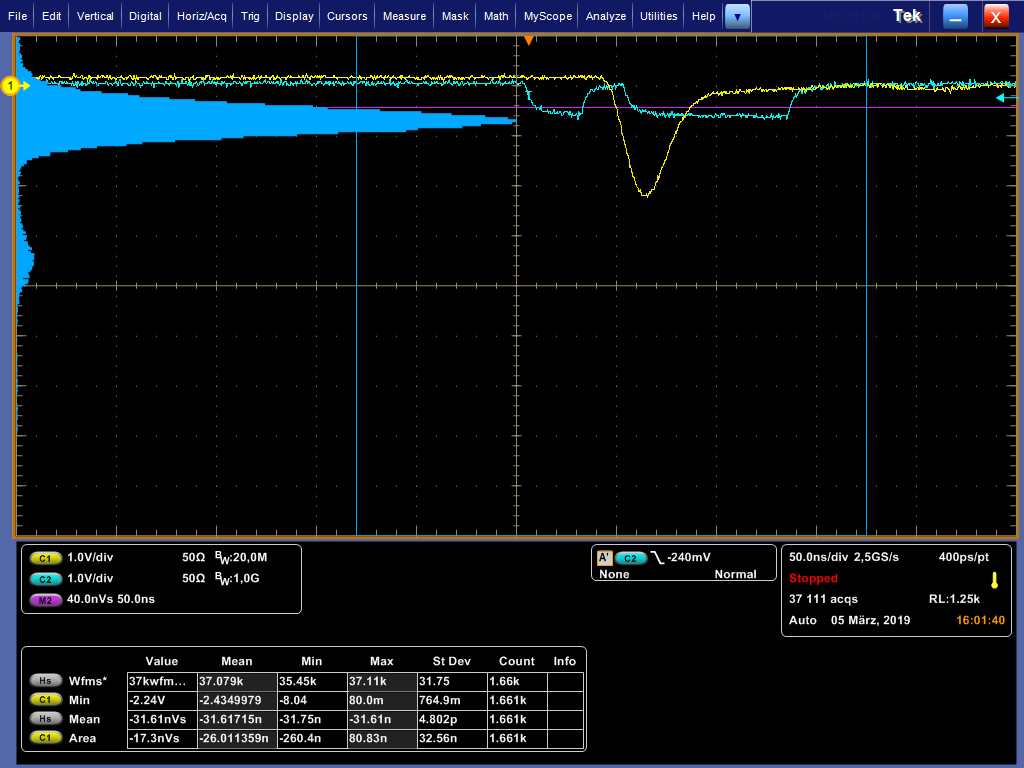 File Edit Vertical Digital Horiz/Acq Trig Display Cursors Measure Mask Math MyScope Analyze Utilities Help Tek X
1
C1 1.0V/div 50Ω BW:20,0M
C2 1.0V/div 50Ω BW:1,0G
M2 40.0nVs 50.0ns
A' C2 -240mV
None Normal
50.0ns/div 2,5GS/s 400ps/pt
Stopped
37 111 acqs RL:1.25k
Auto 05 März, 2019 16:01:40
Value Mean Min Max St Dev Count Info
Hs Wfms* 37kwfm... 37.079k 35.45k 37.11k 31.75 1.66k
C1 Min -2.24V -2.4349979 -8.04 80.0m 764.9m 1.661k
Hs Mean -31.61nVs -31.61715n -31.75n -31.61n 4.802p 1.661k
C1 Area -17.3nVs -26.011359n -260.4n 80.83n 32.56n 1.661k